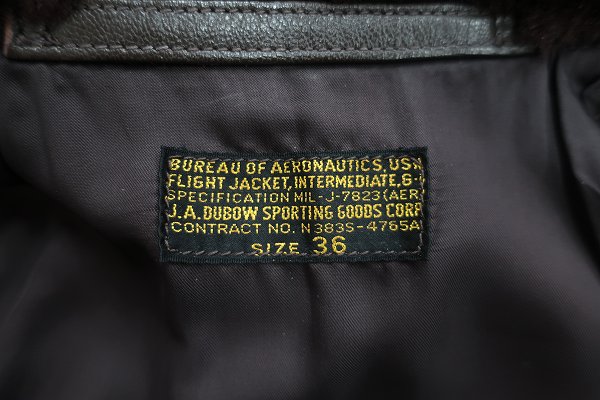 BUREAU OF AERONAUTICS, USN
FLIGHT JACKET, INTERMEDIATE, G-
SPECIFICATION MIL-J-7823 (AER)
J.A. DUBOW SPORTING GOODS CORP
CONTRACT NO. N383S-4765A
SIZE 36